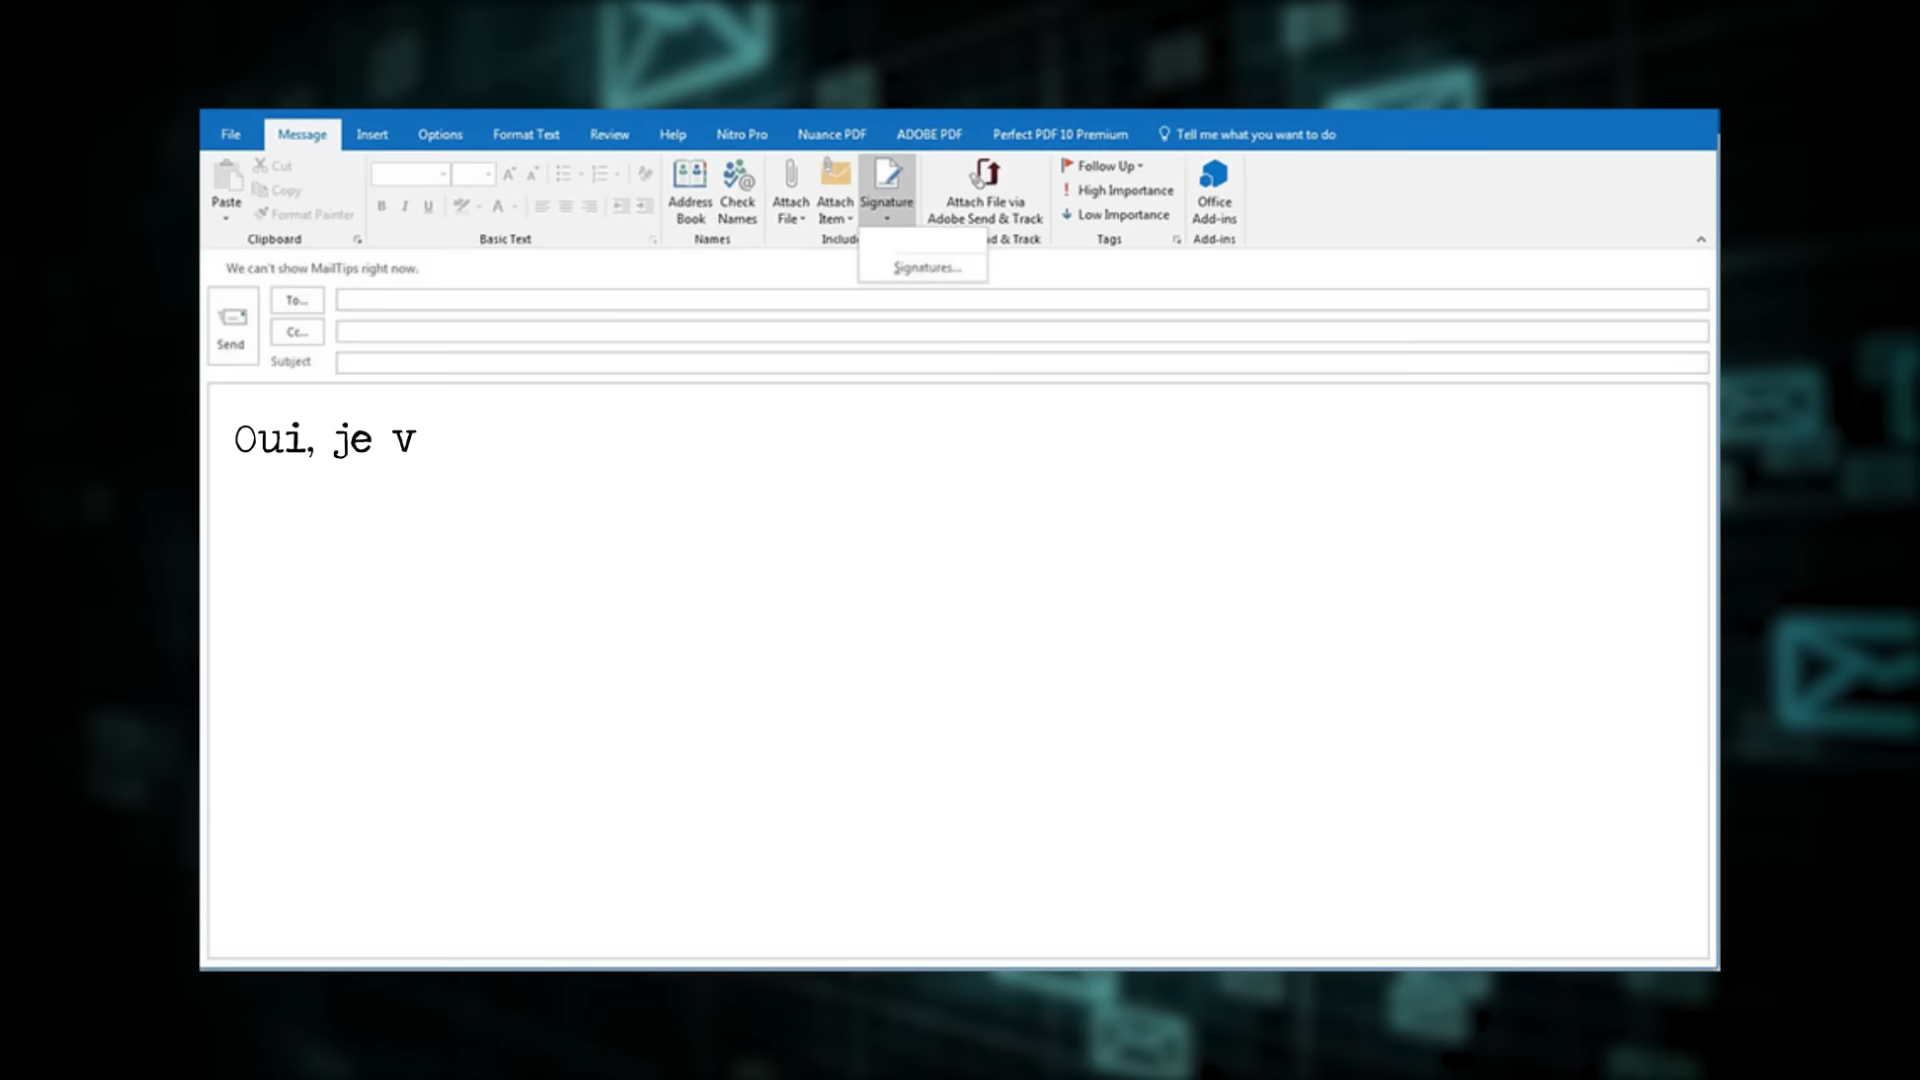 File Message Insert Options Format Text Review Help Nitro Pro Nuance PDF ADOBE PDF Perfect PDF 10 Premium Tell me what you want to do
Paste
Cut
Copy
Format Painter
Clipboard
B I U A
Basic Text
Address Book
Check Names
Names
Attach File
Attach Item
Signature
Includ
Signatures...
Attach File via Adobe Send & Track
d & Track
Follow Up
High Importance
Low Importance
Tags
Office Add-ins
Add-ins
We can't show MailTips right now.
Send
To...
Cc...
Subject
Oui, je v